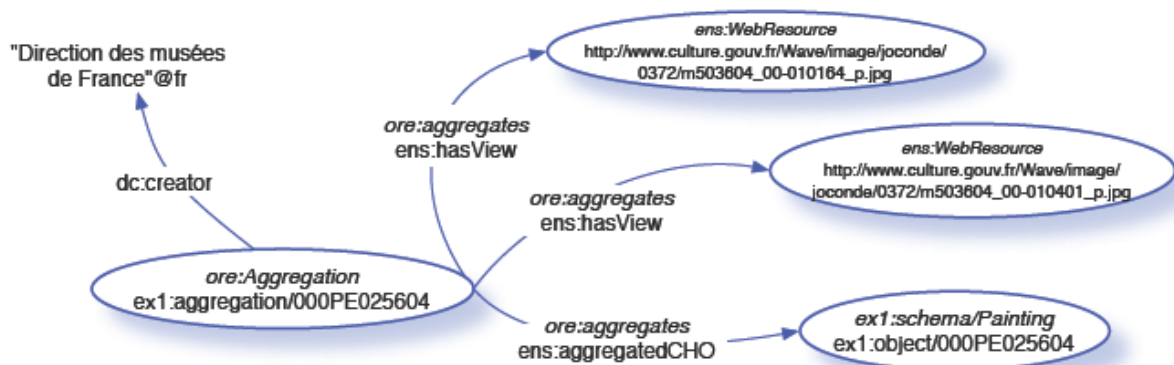 "Direction des musées
de France"@fr
ens:WebResource
http://www.culture.gouv.fr/Wave/image/joconde/
0372/m503604_00-010164_p.jpg
ore:aggregates
ens:hasView
ens:WebResource
http://www.culture.gouv.fr/Wave/image/
joconde/0372/m503604_00-010401_p.jpg
dc:creator
ore:aggregates
ens:hasView
ore:Aggregation
ex1:aggregation/000PE025604
ore:aggregates
ens:aggregatedCHO
ex1:schema/Painting
ex1:object/000PE025604